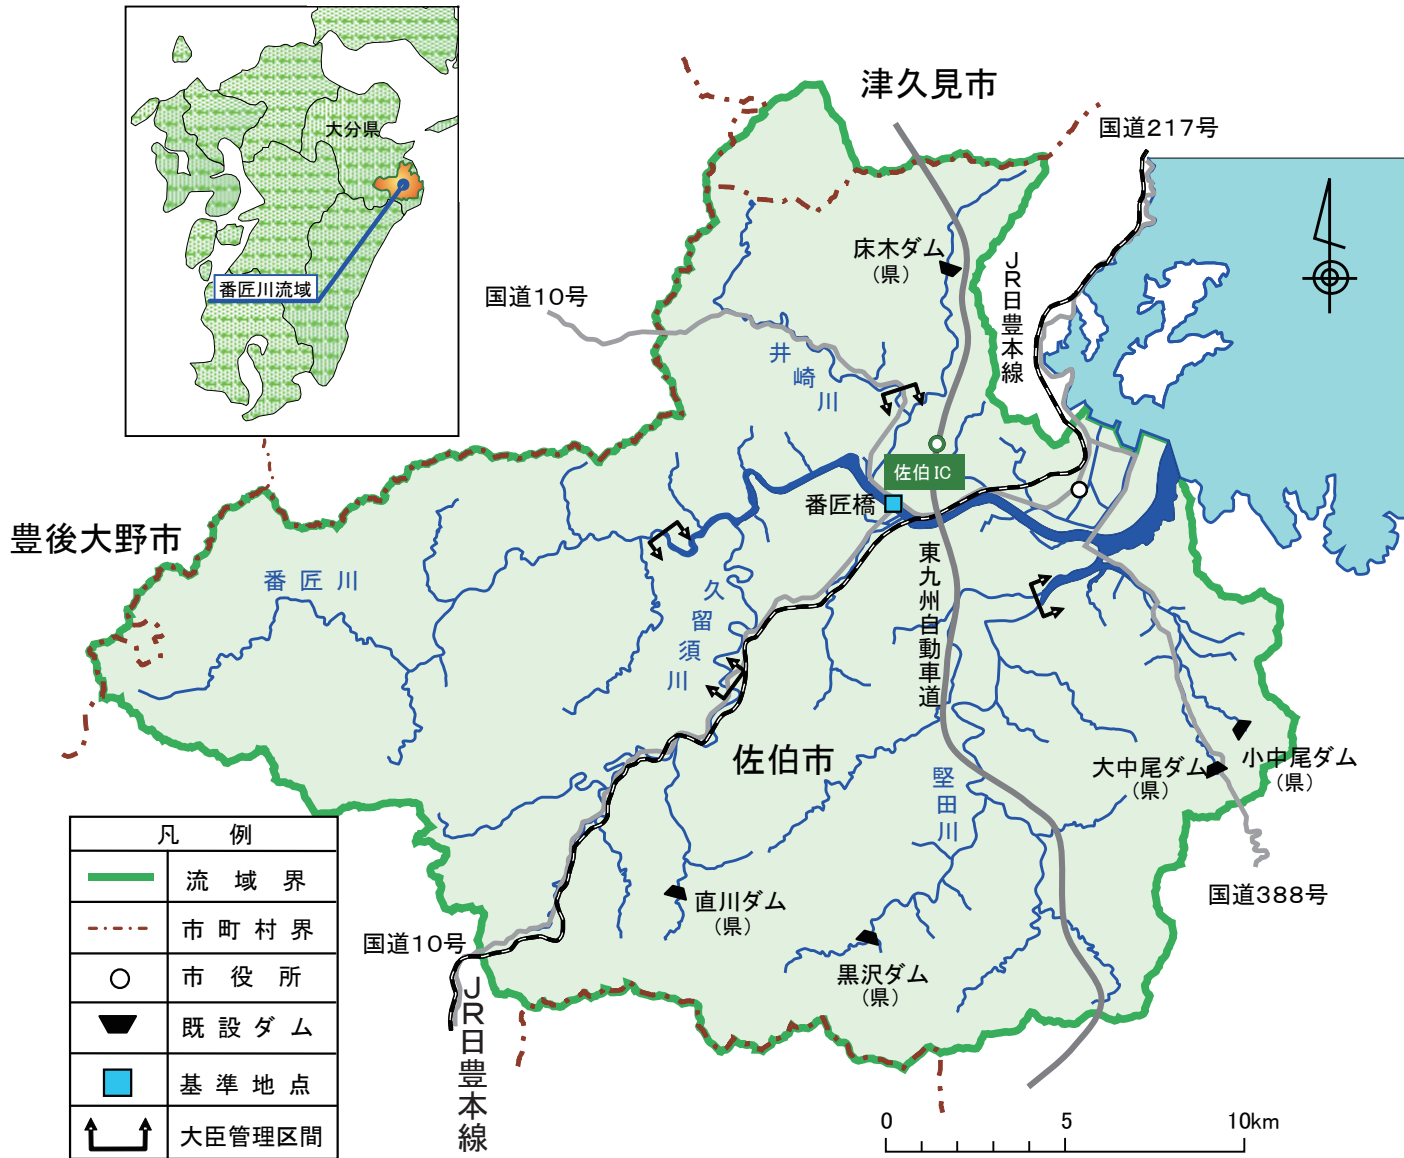 大分県
番匠川流域
津久見市
国道217号
床木ダム
（県）
JR日豊本線
国道10号
井崎川
佐伯IC
番匠橋
豊後大野市
番匠川
久留須川
東九州自動車道
佐伯市
堅田川
大中尾ダム
（県）
小中尾ダム
（県）
国道388号
直川ダム
（県）
黒沢ダム
（県）
国道10号
JR日豊本線
凡 例
流域界
市町村界
市役所
既設ダム
基準地点
大臣管理区間
0 5 10km